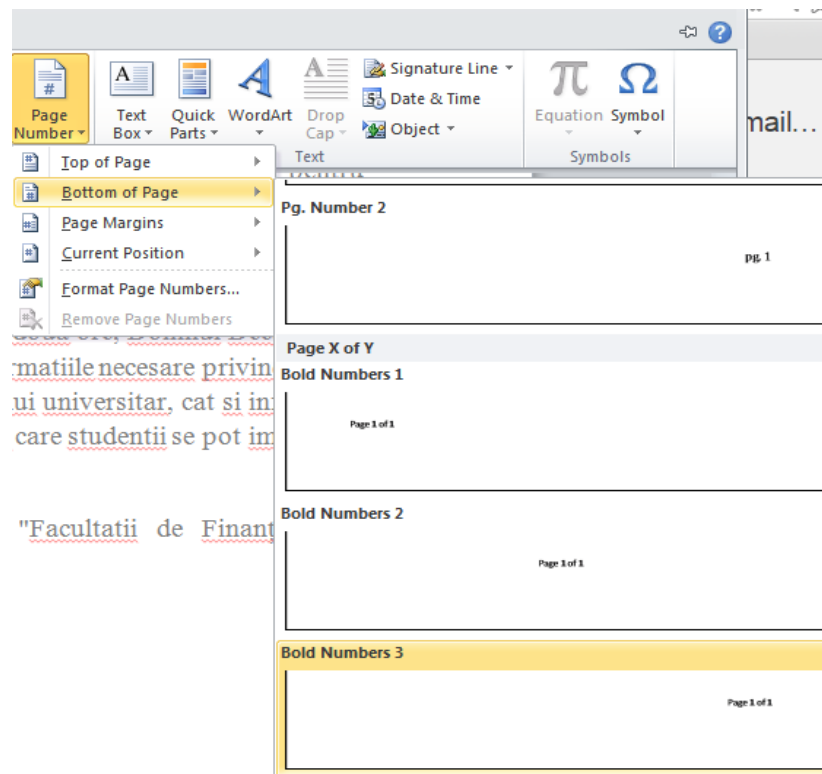 Page Number
Text Box
Quick Parts
WordArt
Drop Cap
Signature Line
Date & Time
Object
Equation
Symbol
mail...
Text
Symbols
Top of Page
Bottom of Page
Page Margins
Current Position
Format Page Numbers...
Remove Page Numbers
pentru
Pg. Number 2
pg. 1
Page X of Y
Bold Numbers 1
Page 1 of 1
Bold Numbers 2
Page 1 of 1
Bold Numbers 3
Page 1 of 1
rmatiile necesare privin
ui universitar, cat si in
care studentii se pot im
"Facultatii de Finanț